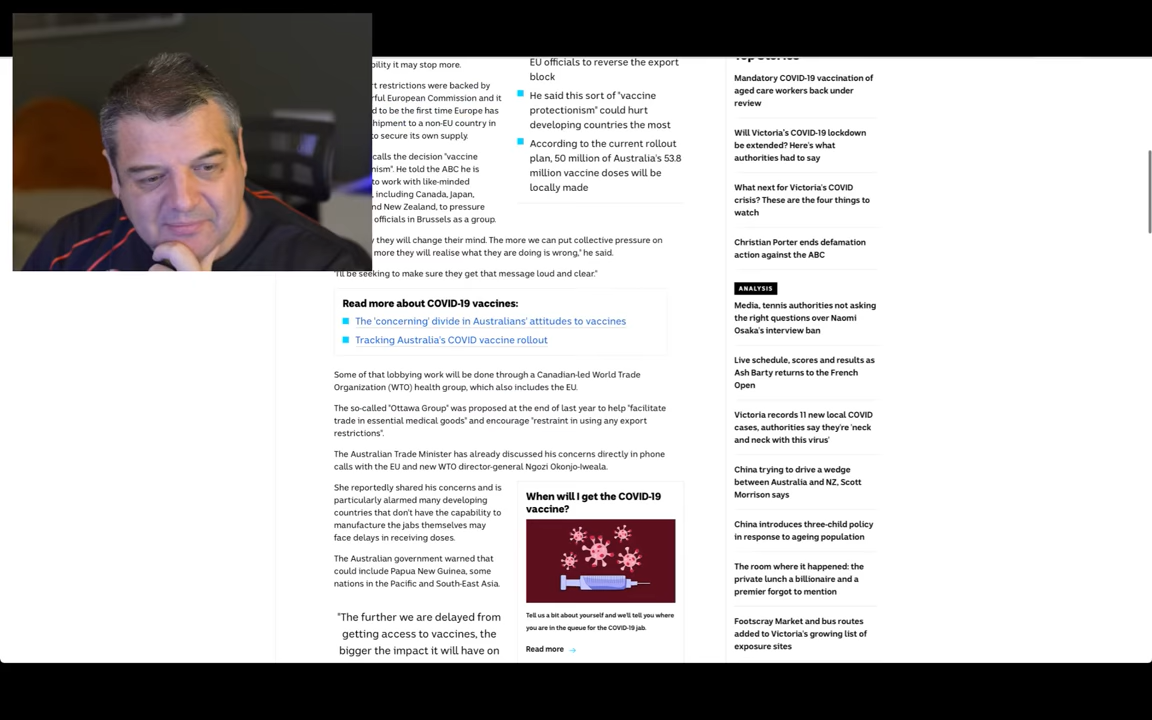 bility it may stop more.
t restrictions were backed by
rful European Commission and it
d to be the first time Europe has
shipment to a non-EU country in
to secure its own supply.
calls the decision "vaccine
nism". He told the ABC he is
to work with like-minded
, including Canada, Japan,
nd New Zealand, to pressure
officials in Brussels as a group.
y they will change their mind. The more we can put collective pressure on
more they will realise what they are doing is wrong," he said.
"I'll be seeking to make sure they get that message loud and clear."
EU officials to reverse the export
block
He said this sort of "vaccine
protectionism" could hurt
developing countries the most
According to the current rollout
plan, 50 million of Australia's 53.8
million vaccine doses will be
locally made
Read more about COVID-19 vaccines:
The 'concerning' divide in Australians' attitudes to vaccines
Tracking Australia's COVID vaccine rollout
Some of that lobbying work will be done through a Canadian-led World Trade
Organization (WTO) health group, which also includes the EU.
The so-called "Ottawa Group" was proposed at the end of last year to help "facilitate
trade in essential medical goods" and encourage "restraint in using any export
restrictions".
The Australian Trade Minister has already discussed his concerns directly in phone
calls with the EU and new WTO director-general Ngozi Okonjo-Iweala.
She reportedly shared his concerns and is
particularly alarmed many developing
countries that don't have the capability to
manufacture the jabs themselves may
face delays in receiving doses.
The Australian government warned that
could include Papua New Guinea, some
nations in the Pacific and South-East Asia.
"The further we are delayed from
getting access to vaccines, the
bigger the impact it will have on
When will I get the COVID-19
vaccine?
Tell us a bit about yourself and we'll tell you where
you are in the queue for the COVID-19 jab.
Read more →
Top Stories
Mandatory COVID-19 vaccination of
aged care workers back under
review
Will Victoria's COVID-19 lockdown
be extended? Here's what
authorities had to say
What next for Victoria's COVID
crisis? These are the four things to
watch
Christian Porter ends defamation
action against the ABC
ANALYSIS
Media, tennis authorities not asking
the right questions over Naomi
Osaka's interview ban
Live schedule, scores and results as
Ash Barty returns to the French
Open
Victoria records 11 new local COVID
cases, authorities say they're 'neck
and neck with this virus'
China trying to drive a wedge
between Australia and NZ, Scott
Morrison says
China introduces three-child policy
in response to ageing population
The room where it happened: the
private lunch a billionaire and a
premier forgot to mention
Footscray Market and bus routes
added to Victoria's growing list of
exposure sites